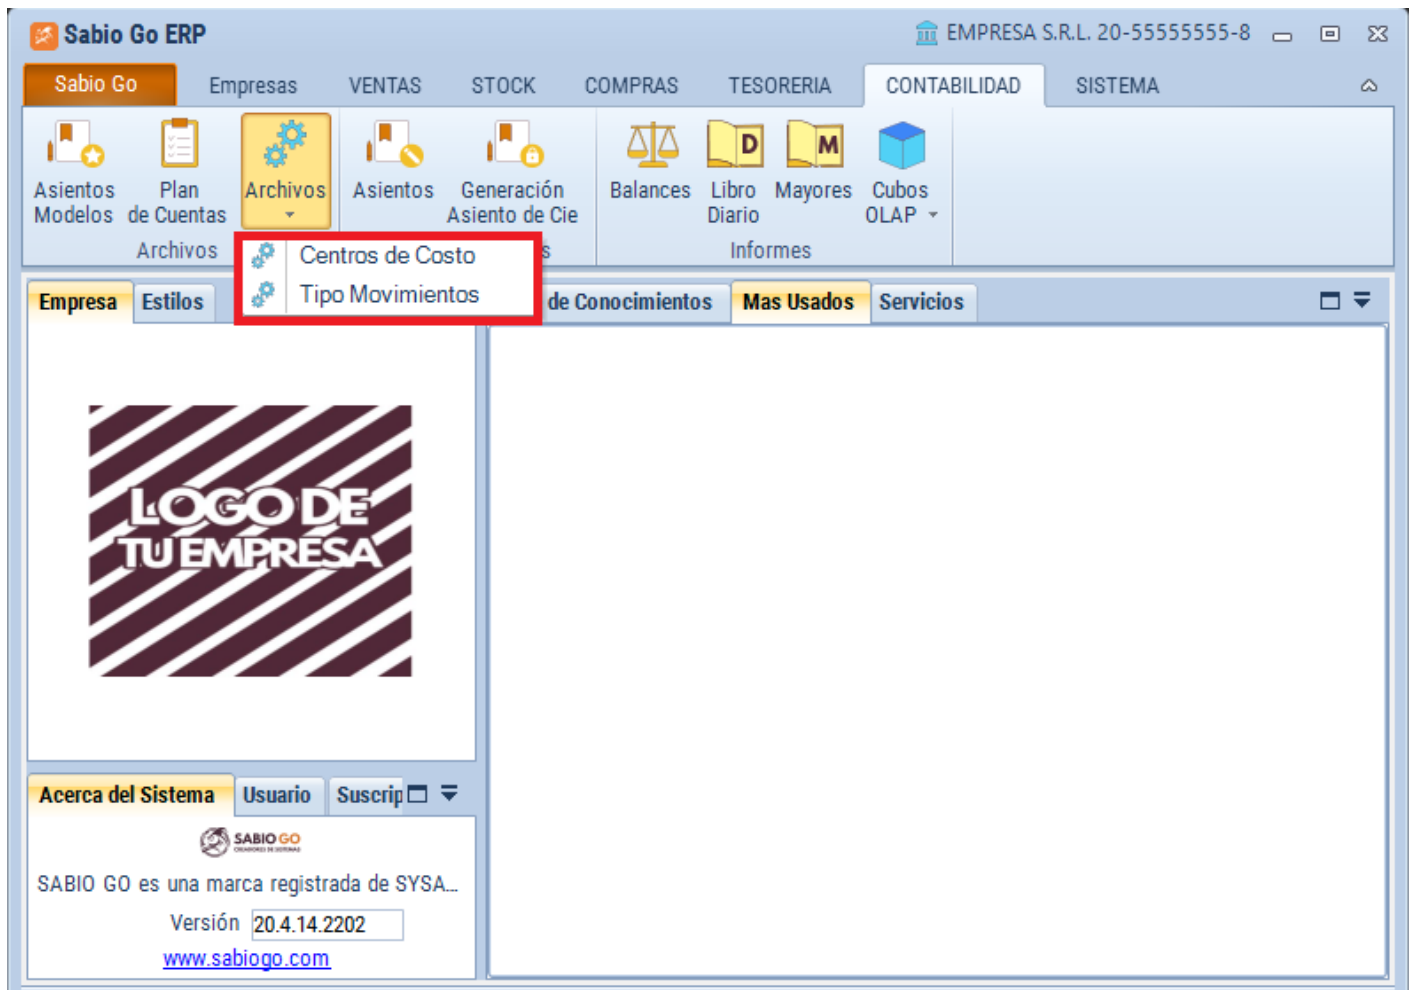 Sabio Go ERP
EMPRESA S.R.L. 20-55555555-8
Sabio Go Empresas VENTAS STOCK COMPRAS TESORERIA CONTABILIDAD SISTEMA
Asientos Modelos
Plan de Cuentas
Archivos
Asientos
Generación Asiento de Cie
Balances
Libro Diario
D
Mayores
M
Cubos OLAP
Archivos
s
Informes
Centros de Costo
Tipo Movimientos
Empresa Estilos
de Conocimientos Mas Usados Servicios
LOGO DE
TU EMPRESA
Acerca del Sistema Usuario Suscrip
SABIO GO
SABIO GO es una marca registrada de SYSA...
Versión 20.4.14.2202
www.sabiogo.com